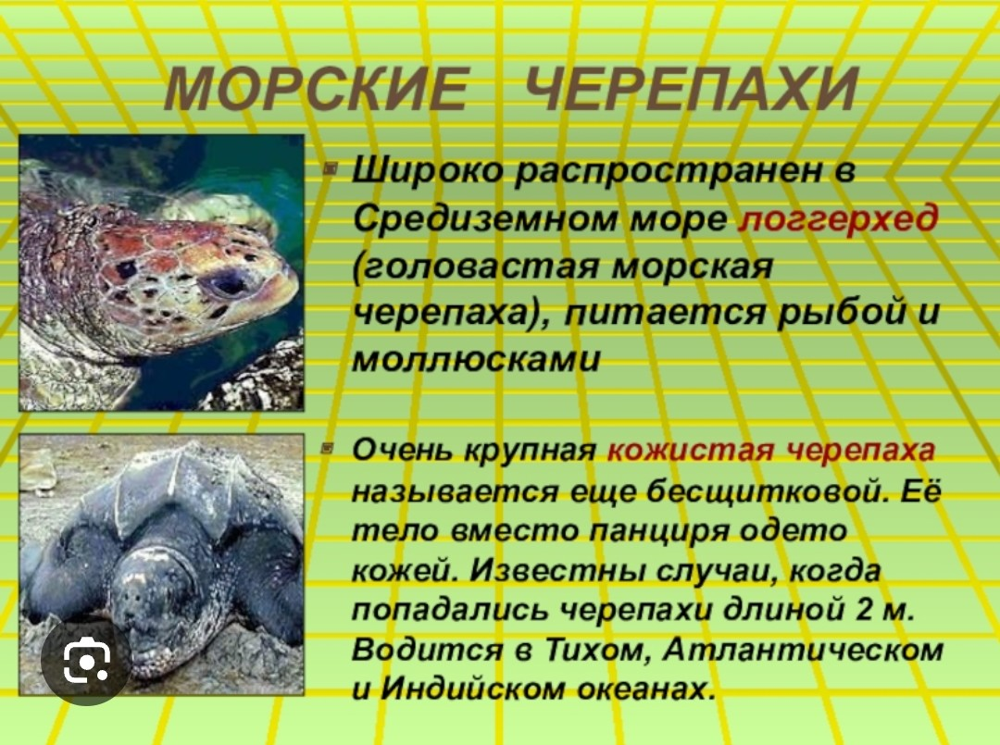 МОРСКИЕ ЧЕРЕПАХИ
Широко распространен в
Средиземном море логгерхед
(головастая морская
черепаха), питается рыбой и
моллюсками
Очень крупная кожистая черепаха
называется еще бесщитковой. Её
тело вместо панциря одето
кожей. Известны случаи, когда
попадались черепахи длиной 2 м.
Водится в Тихом, Атлантическом
и Индийском океанах.